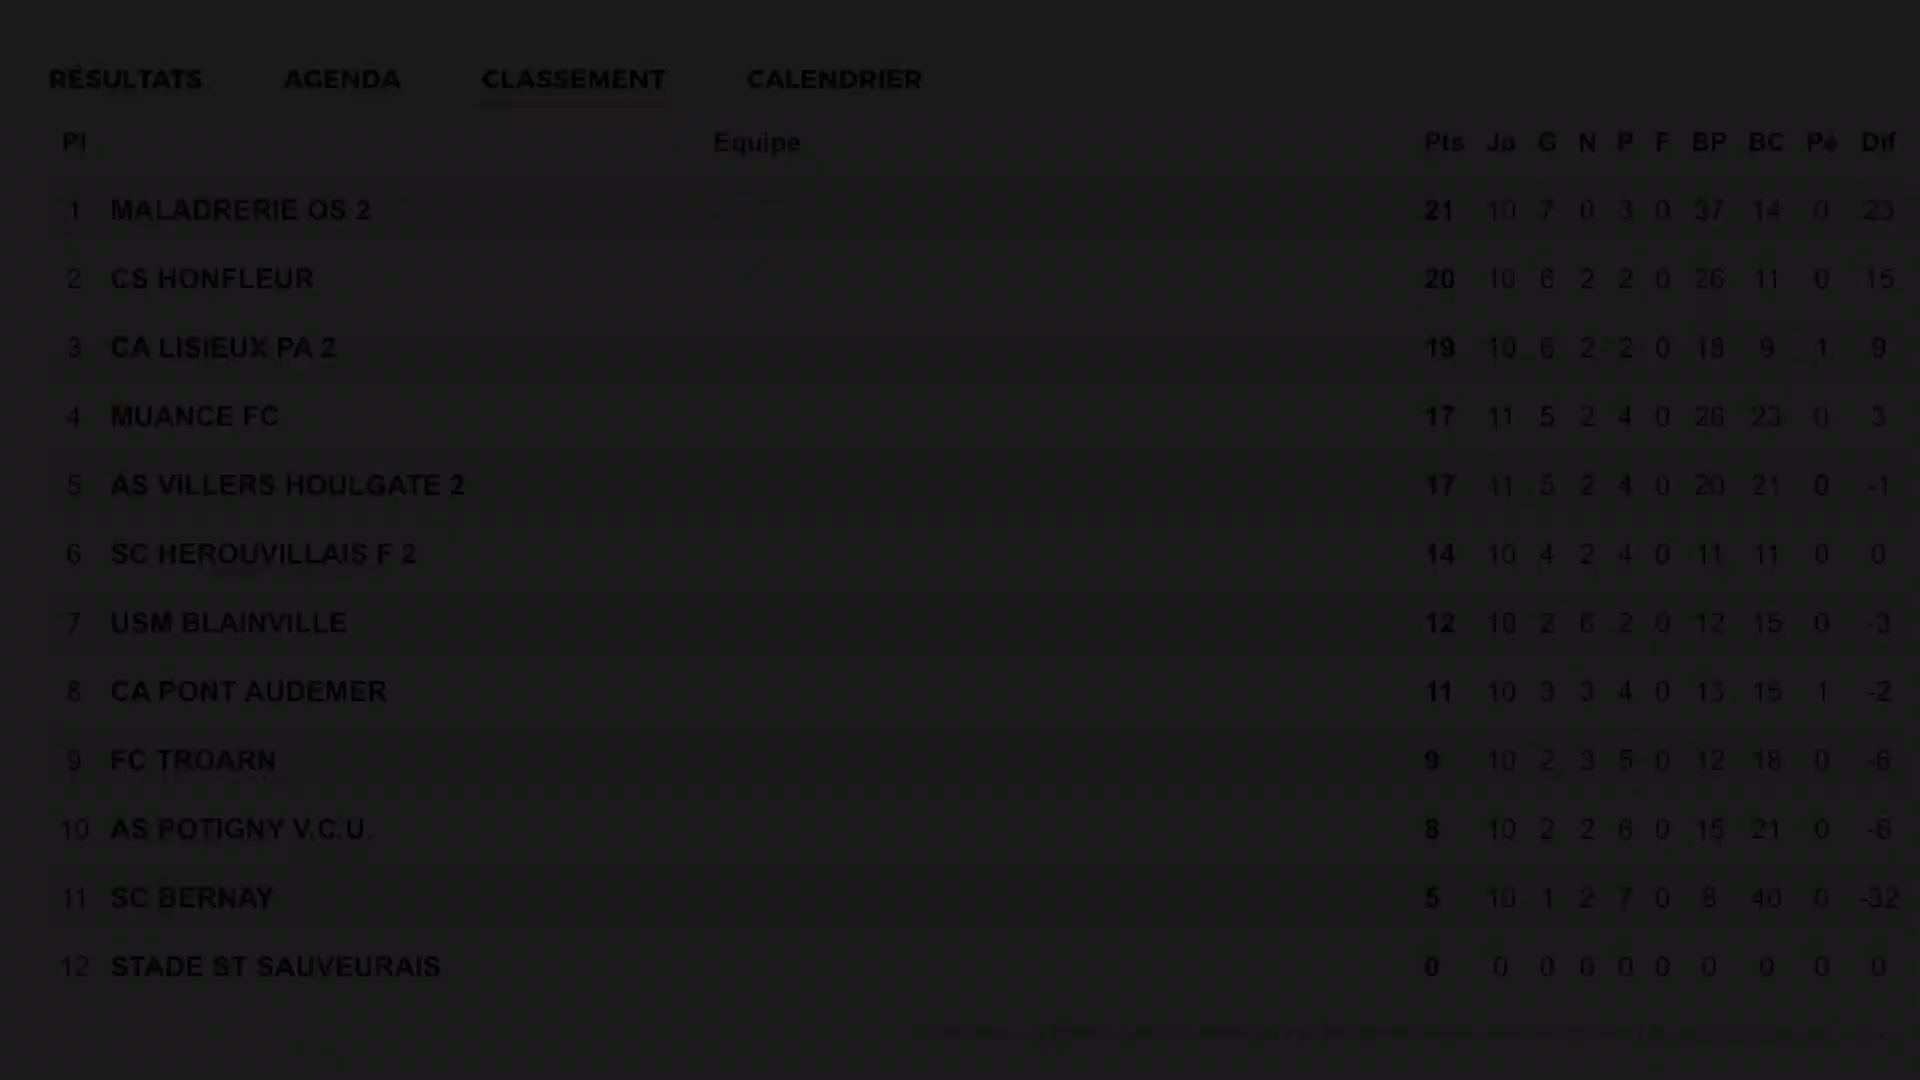 RÉSULTATS AGENDA CLASSEMENT CALENDRIER
Pl Equipe Pts Jo G N P F BP BC Pé Dif
1 MALADRERIE OS 2 21 10 7 0 3 0 37 14 0 23
2 CS HONFLEUR 20 10 6 2 2 0 26 11 0 15
3 CA LISIEUX PA 2 19 10 6 2 2 0 18 9 1 9
4 MUANCE FC 17 11 5 2 4 0 26 23 0 3
5 AS VILLERS HOULGATE 2 17 11 5 2 4 0 20 21 0 -1
6 SC HEROUVILLAIS F 2 14 10 4 2 4 0 11 11 0 0
7 USM BLAINVILLE 12 10 2 6 2 0 12 15 0 -3
8 CA PONT AUDEMER 11 10 3 3 4 0 13 15 1 -2
9 FC TROARN 9 10 2 3 5 0 12 18 0 -6
10 AS POTIGNY V.C.U. 8 10 2 2 6 0 15 21 0 -6
11 SC BERNAY 5 10 1 2 7 0 8 40 0 -32
12 STADE ST SAUVEURAIS 0 0 0 0 0 0 0 0 0 0